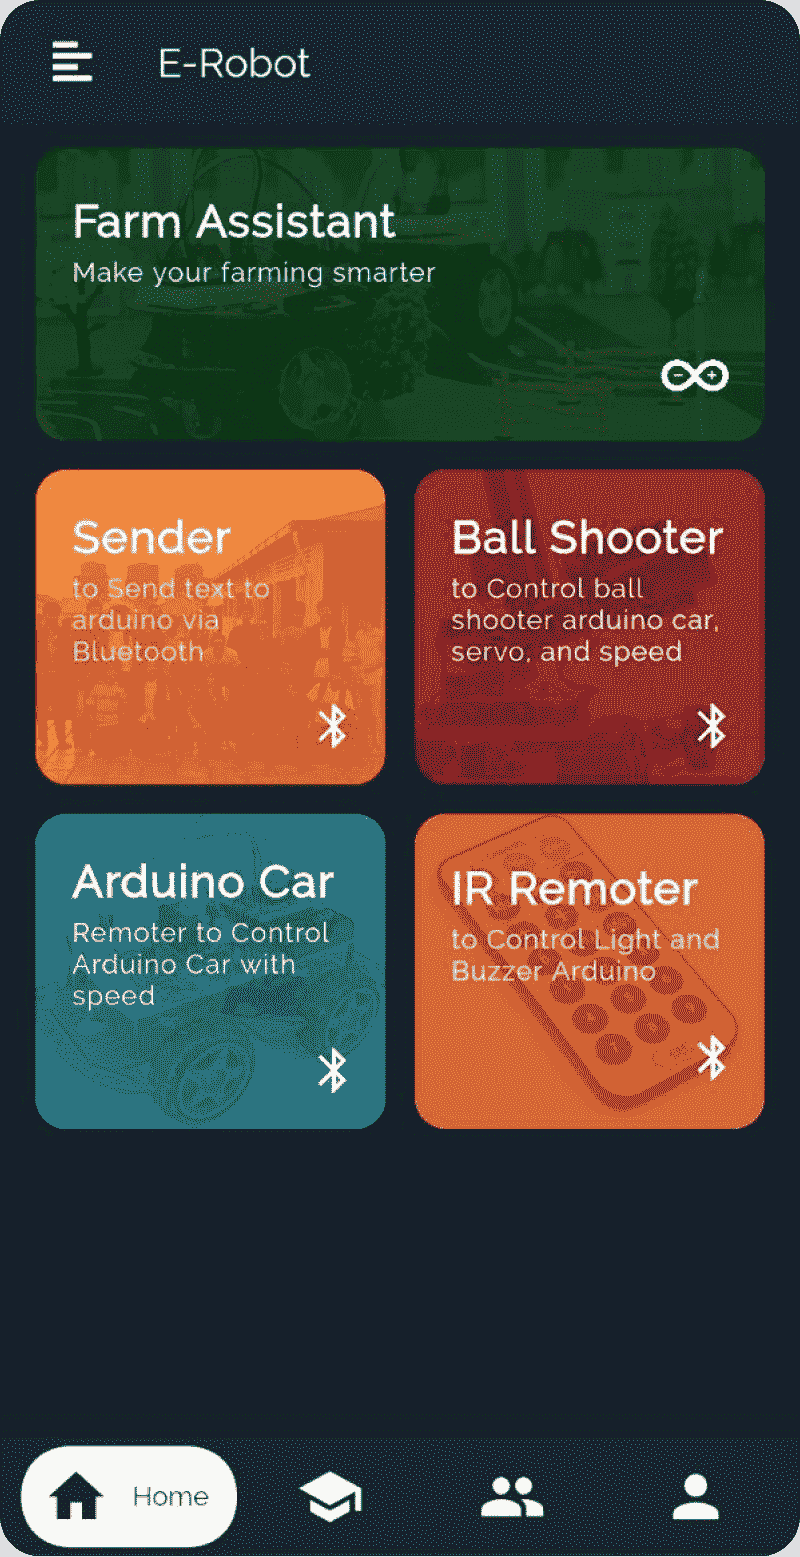 E-Robot
Farm Assistant
Make your farming smarter
Sender
to Send text to
arduino via
Bluetooth
Ball Shooter
to Control ball
shooter arduino car,
servo, and speed
Arduino Car
Remoter to Control
Arduino Car with
speed
IR Remoter
to Control Light and
Buzzer Arduino
Home